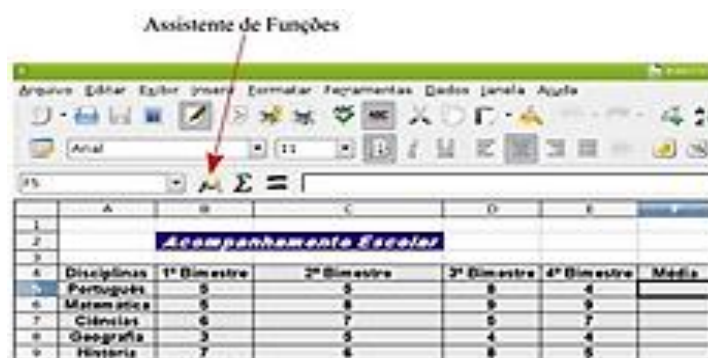 Assistente de Funções
Arquivo Editar Exibir Inserir Formatar Ferramentas Dados Janela Ajuda
ABC
Arial 11
F5 Σ =
A B C D E
1
2 Acompanhamento Escolar
3
4 Disciplinas 1º Bimestre 2º Bimestre 3º Bimestre 4º Bimestre Média
5 Português 5 5 8 4
6 Matemática 5 8 9 9
7 Ciências 6 7 5 7
8 Geografia 3 5 4 4
9 História 7 6 8 5